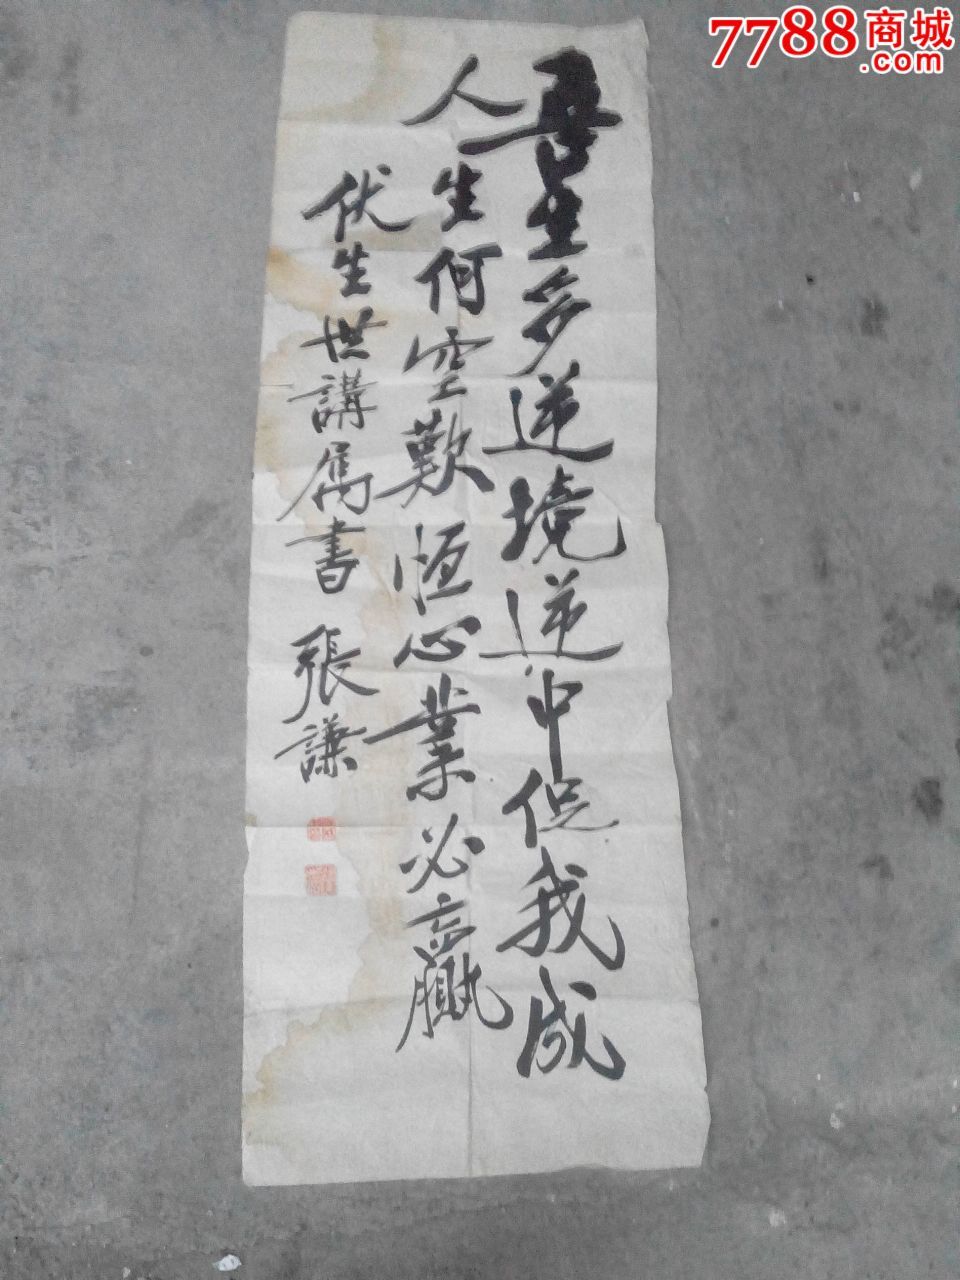 7788商城
.com
吾生多逆境逆中促我成
人生何空歎恒心業必贏
伏生世講属書 張謙